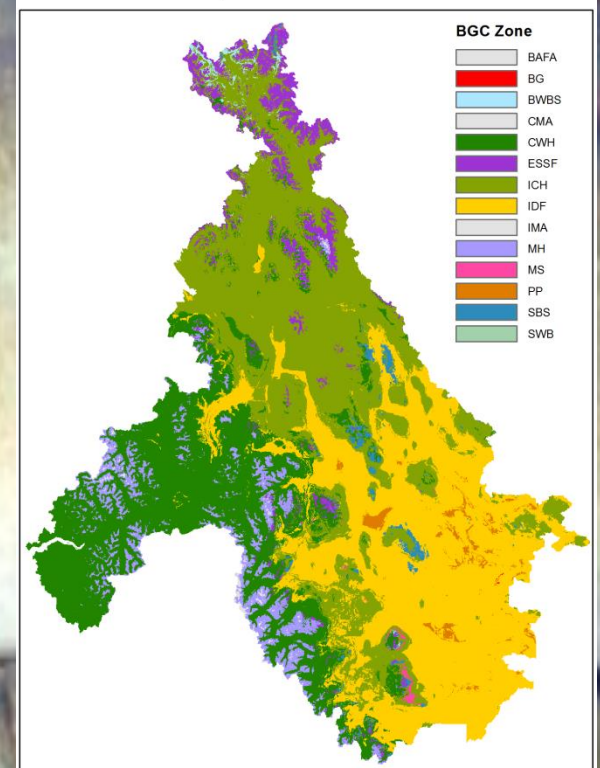 BGC Zone
BAFA
BG
BWBS
CMA
CWH
ESSF
ICH
IDF
IMA
MH
MS
PP
SBS
SWB